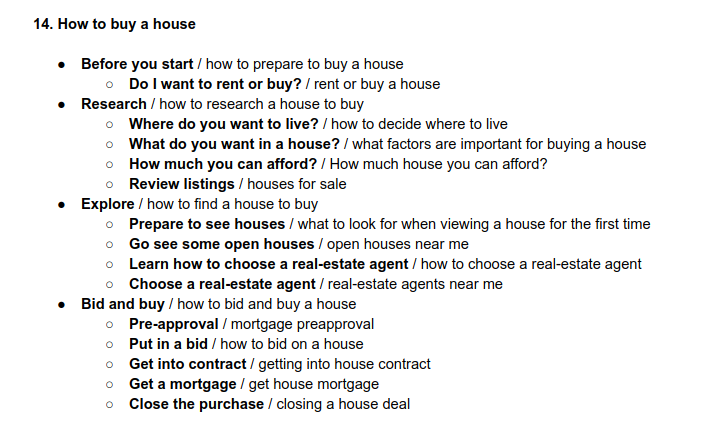 14. How to buy a house
● Before you start / how to prepare to buy a house
○ Do I want to rent or buy? / rent or buy a house
● Research / how to research a house to buy
○ Where do you want to live? / how to decide where to live
○ What do you want in a house? / what factors are important for buying a house
○ How much you can afford? / How much house you can afford?
○ Review listings / houses for sale
● Explore / how to find a house to buy
○ Prepare to see houses / what to look for when viewing a house for the first time
○ Go see some open houses / open houses near me
○ Learn how to choose a real-estate agent / how to choose a real-estate agent
○ Choose a real-estate agent / real-estate agents near me
● Bid and buy / how to bid and buy a house
○ Pre-approval / mortgage preapproval
○ Put in a bid / how to bid on a house
○ Get into contract / getting into house contract
○ Get a mortgage / get house mortgage
○ Close the purchase / closing a house deal